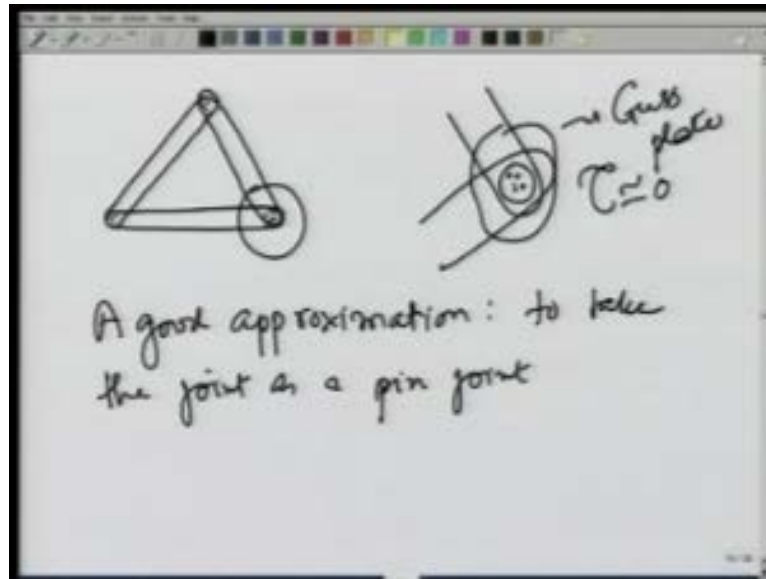 ~ Guss
plate
τ ≃ 0
A good approximation: to take
the joint as a pin joint